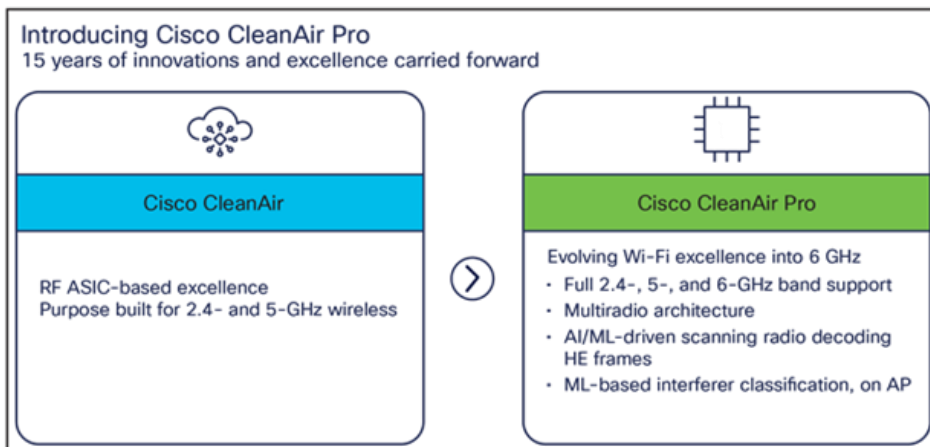 Introducing Cisco CleanAir Pro
15 years of innovations and excellence carried forward
Cisco CleanAir
RF ASIC-based excellence
Purpose built for 2.4- and 5-GHz wireless
Cisco CleanAir Pro
Evolving Wi-Fi excellence into 6 GHz
• Full 2.4-, 5-, and 6-GHz band support
• Multiradio architecture
• AI/ML-driven scanning radio decoding
HE frames
• ML-based interferer classification, on AP